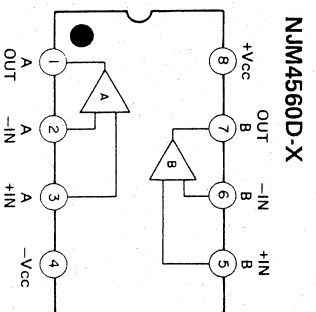 NJM4560D-X
A OUT
1
8
+Vcc
A
A -IN
2
7
B OUT
B
A +IN
3
6
B -IN
-Vcc
4
5
B +IN